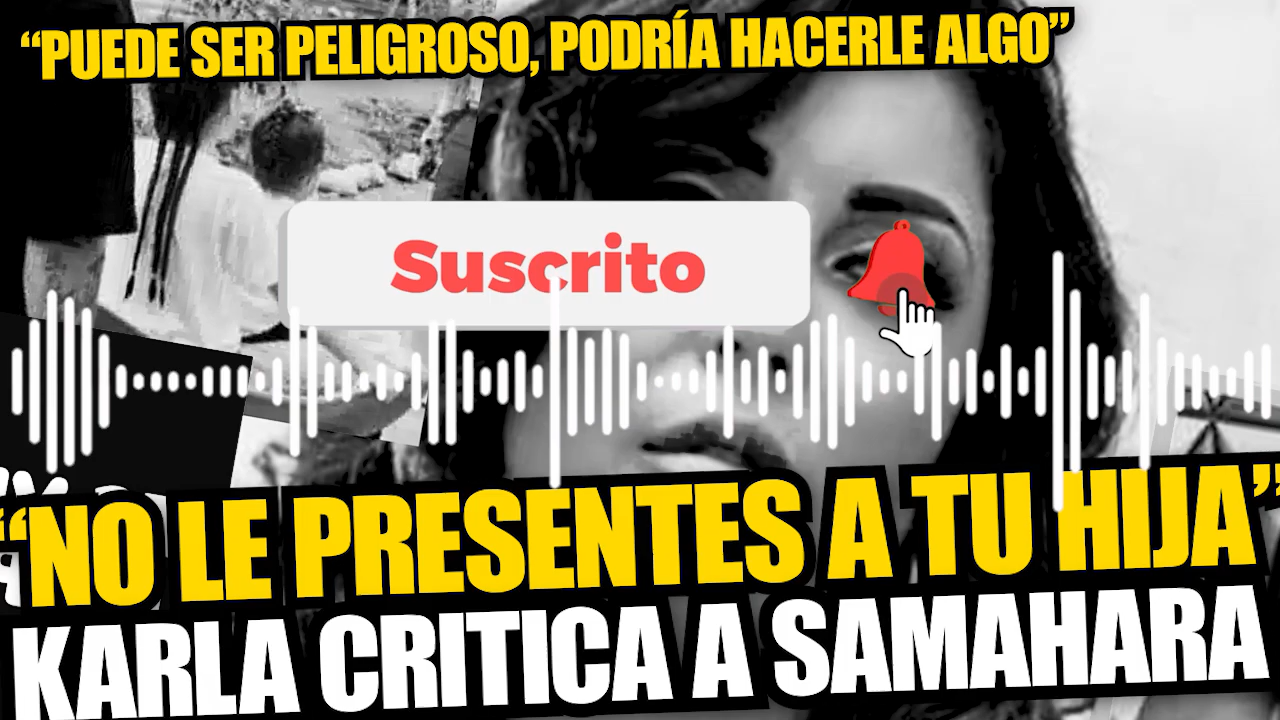 “PUEDE SER PELIGROSO, PODRÍA HACERLE ALGO”
Suscrito
“NO LE PRESENTES A TU HIJA”
KARLA CRITICA A SAMAHARA